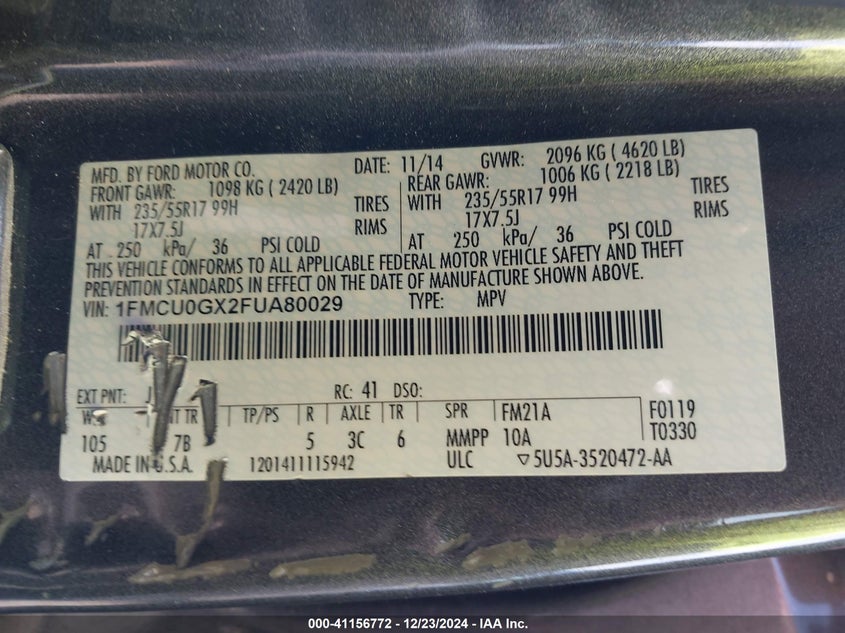 MFD. BY FORD MOTOR CO. DATE: 11/14 GVWR: 2096 KG ( 4620 LB)
FRONT GAWR: 1098 KG ( 2420 LB) REAR GAWR: 1006 KG ( 2218 LB)
WITH 235/55R17 99H TIRES WITH 235/55R17 99H TIRES
17X7.5J RIMS 17X7.5J RIMS
AT 250 kPa/ 36 PSI COLD AT 250 kPa/ 36 PSI COLD
THIS VEHICLE CONFORMS TO ALL APPLICABLE FEDERAL MOTOR VEHICLE SAFETY AND THEFT
PREVENTION STANDARDS IN EFFECT ON THE DATE OF MANUFACTURE SHOWN ABOVE.
VIN: 1FMCU0GX2FUA80029 TYPE: MPV
EXT PNT: RC: 41 DSO:
TR TP/PS R AXLE TR SPR FM21A F0119
105 7B 5 3C 6 MMPP 10A T0330
MADE IN U.S.A. 1201411115942 ULC ▽5U5A-3520472-AA
000-41156772 - 12/23/2024 - IAA Inc.